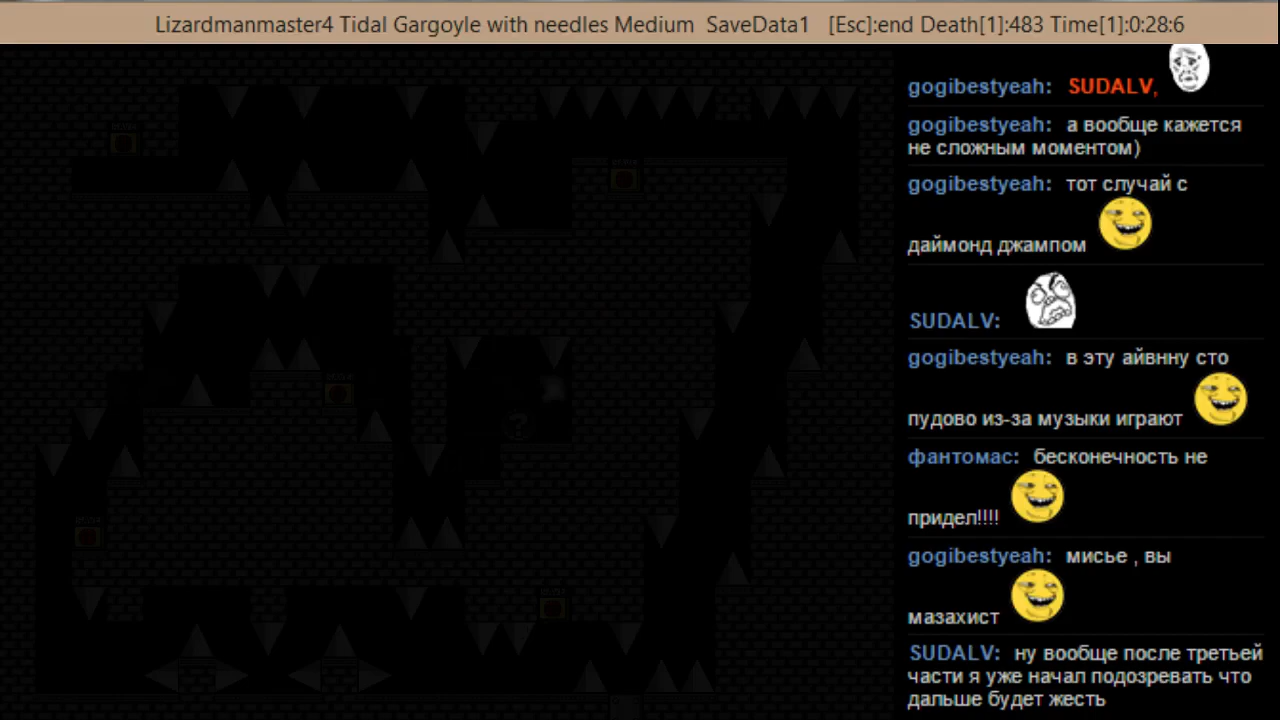 Lizardmanmaster4 Tidal Gargoyle with needles Medium  SaveData1   [Esc]:end Death[1]:483 Time[1]:0:28:6
gogibestyeah: SUDALV,
gogibestyeah: а вообще кажется
не сложным моментом)
gogibestyeah: тот случай с
даймонд джампом
SUDALV:
gogibestyeah: в эту айвнну сто
пудово из-за музыки играют
фантомас: бесконечность не
придел!!!!
gogibestyeah: мисье , вы
мазахист
SUDALV: ну вообще после третьей
части я уже начал подозревать что
дальше будет жесть